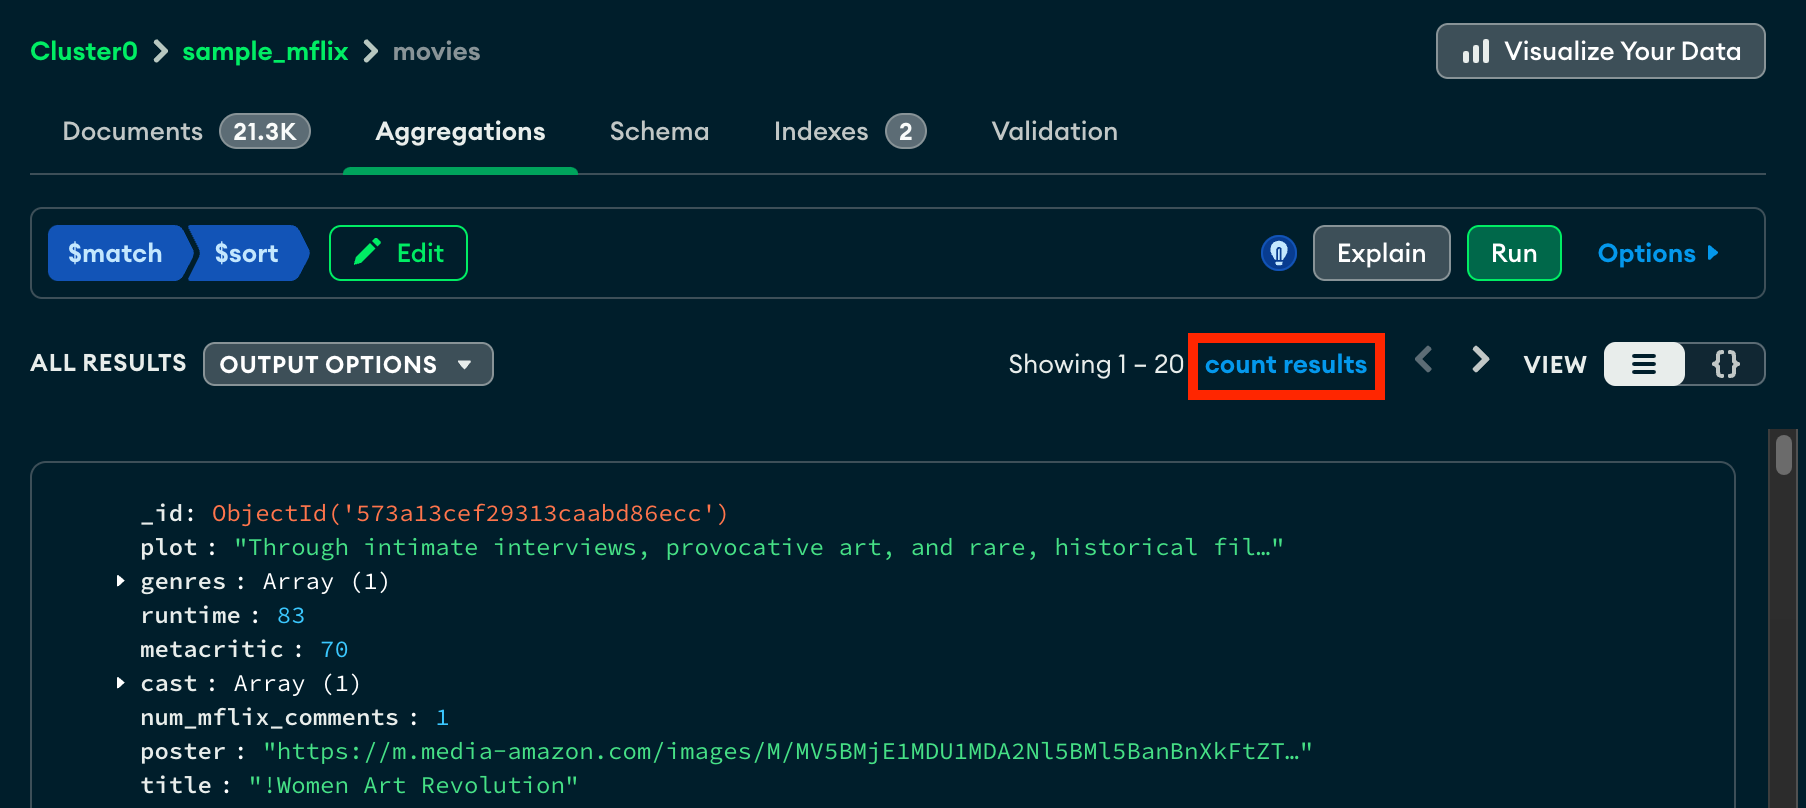 Cluster0 > sample_mflix > movies
Visualize Your Data
Documents 21.3K Aggregations Schema Indexes 2 Validation
$match $sort Edit Explain Run Options
ALL RESULTS OUTPUT OPTIONS Showing 1 – 20 count results VIEW {}
_id: ObjectId('573a13cef29313caabd86ecc')
plot : "Through intimate interviews, provocative art, and rare, historical fil…"
genres : Array (1)
runtime : 83
metacritic : 70
cast : Array (1)
num_mflix_comments : 1
poster : "https://m.media-amazon.com/images/M/MV5BMjE1MDU1MDA2Nl5BMl5BanBnXkFtZT…"
title : "!Women Art Revolution"